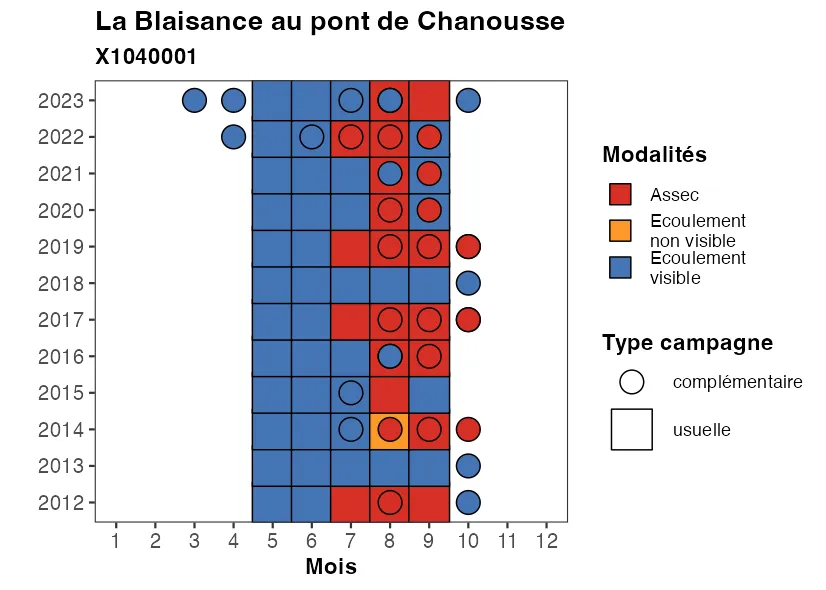 La Blaisance au pont de Chanousse
X1040001
2023
2022
2021
2020
2019
2018
2017
2016
2015
2014
2013
2012
1 2 3 4 5 6 7 8 9 10 11 12
Mois
Modalités
Assec
Ecoulement
non visible
Ecoulement
visible
Type campagne
complémentaire
usuelle